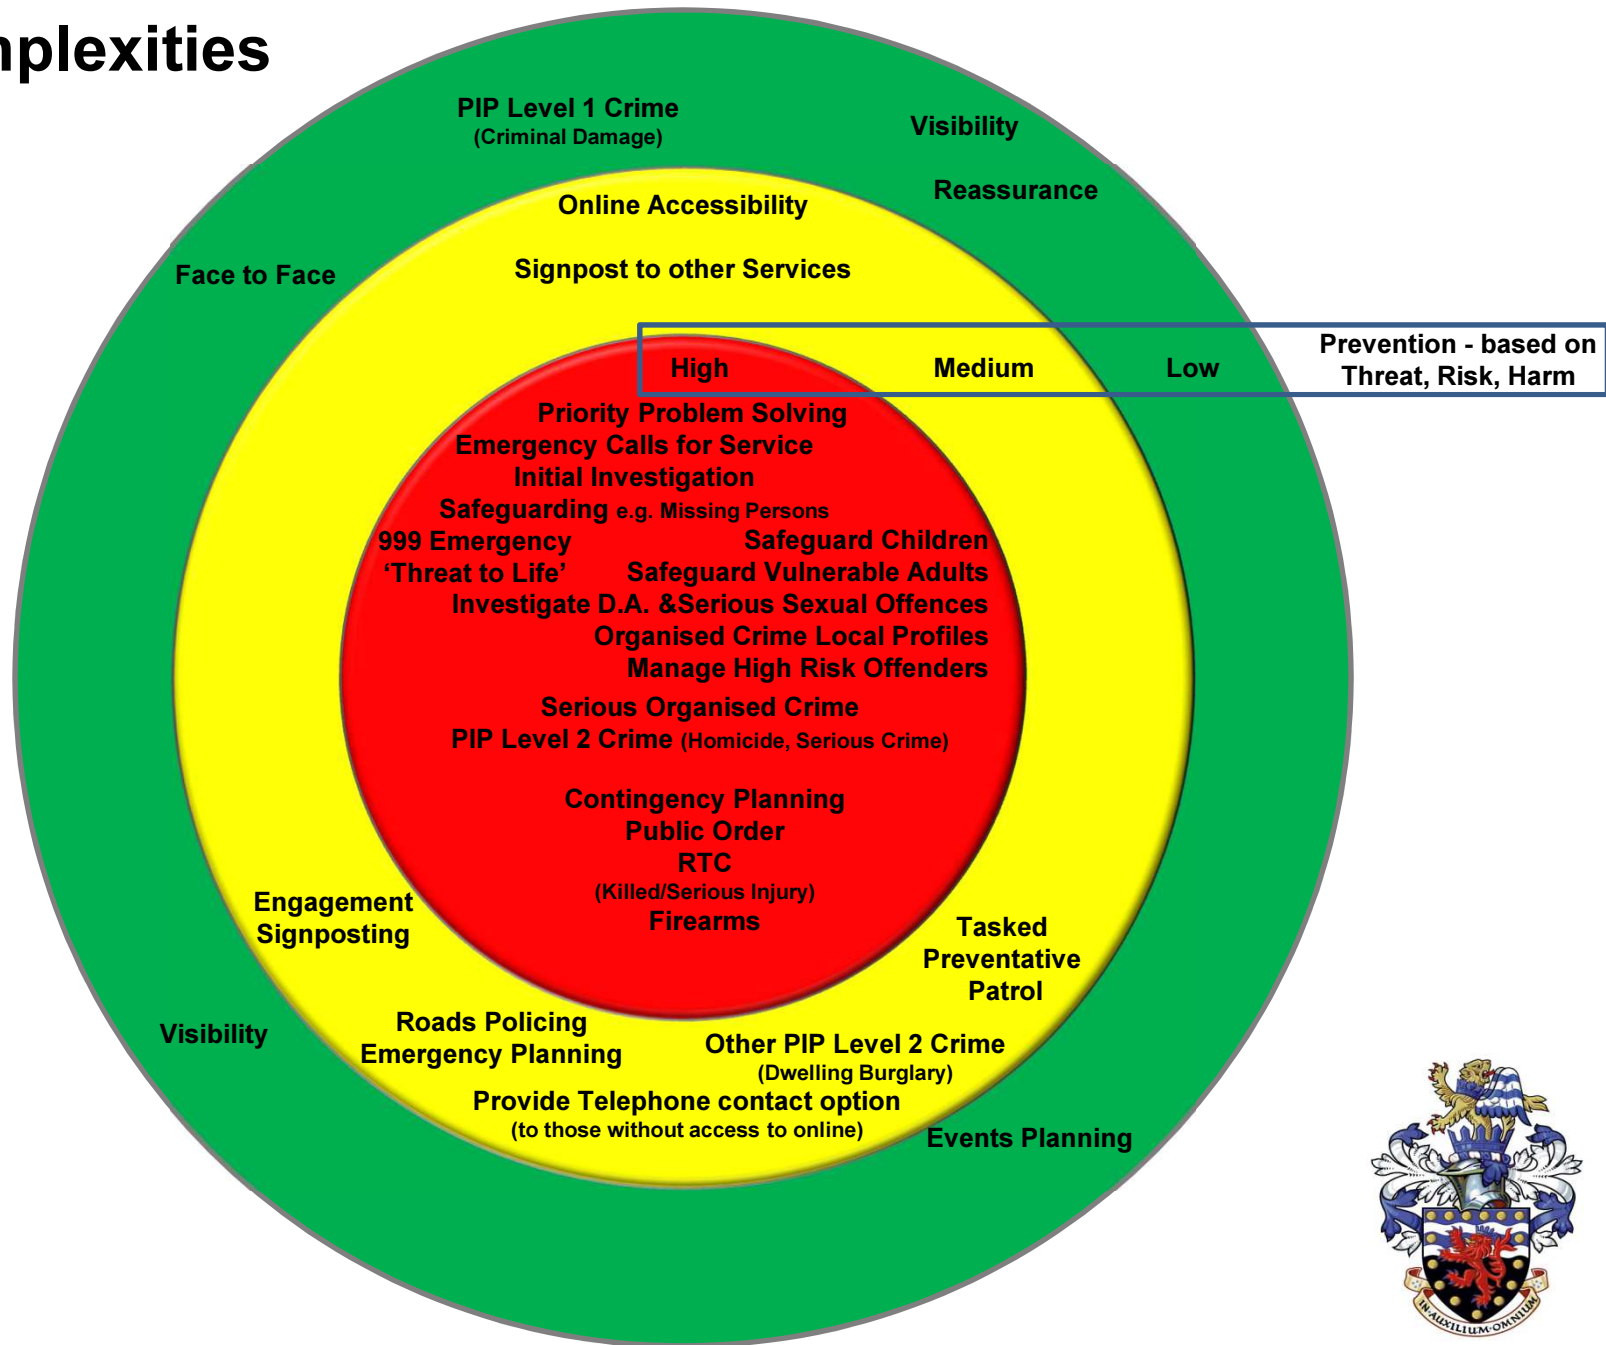 nplexities
PIP Level 1 Crime
(Criminal Damage)
Visibility
Reassurance
Online Accessibility
Face to Face
Signpost to other Services
High
Medium
Low
Prevention - based on
Threat, Risk, Harm
Priority Problem Solving
Emergency Calls for Service
Initial Investigation
Safeguarding e.g. Missing Persons
999 Emergency
‘Threat to Life’
Safeguard Children
Safeguard Vulnerable Adults
Investigate D.A. &Serious Sexual Offences
Organised Crime Local Profiles
Manage High Risk Offenders
Serious Organised Crime
PIP Level 2 Crime (Homicide, Serious Crime)
Contingency Planning
Public Order
RTC
(Killed/Serious Injury)
Firearms
Engagement
Signposting
Tasked
Preventative
Patrol
Visibility
Roads Policing
Emergency Planning
Other PIP Level 2 Crime
(Dwelling Burglary)
Provide Telephone contact option
(to those without access to online)
Events Planning
IN·AUXILIUM·OMNIUM